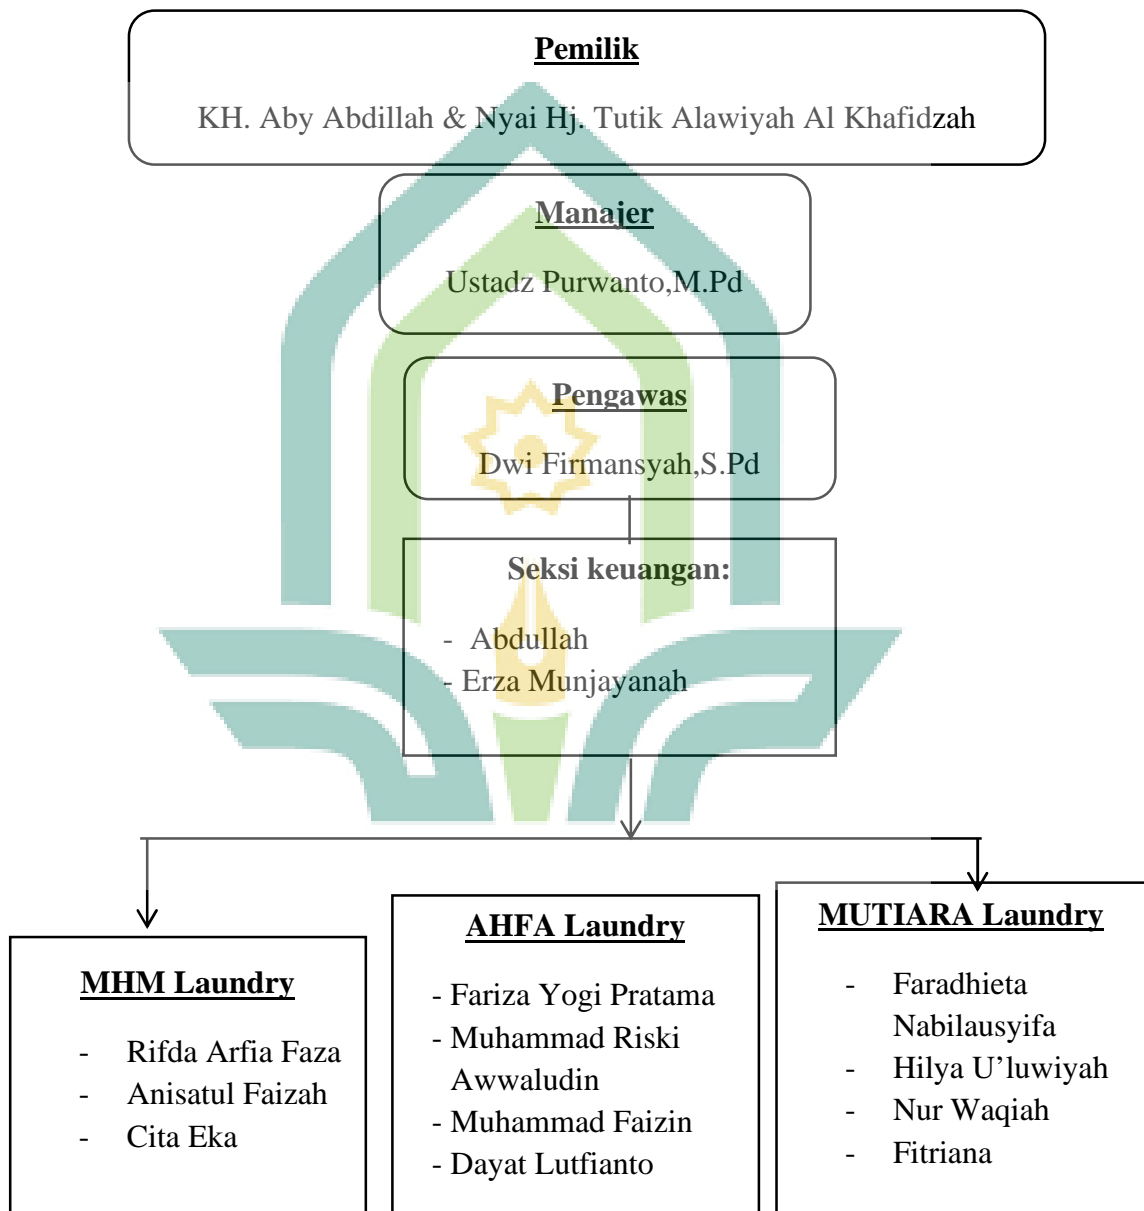 Pemilik
KH. Aby Abdillah & Nyai Hj. Tutik Alawiyah Al Khafidzah
Manajer
Ustadz Purwanto,M.Pd
Pengawas
Dwi Firmansyah,S.Pd
Seksi keuangan:
- Abdullah
- Erza Munjayanah
MHM Laundry
- Rifda Arfia Faza
- Anisatul Faizah
- Cita Eka
AHFA Laundry
- Fariza Yogi Pratama
- Muhammad Riski
Awwaludin
- Muhammad Faizin
- Dayat Lutfianto
MUTIARA Laundry
- Faradhieta
Nabilausyifa
- Hilya U’luwiyah
- Nur Waqiah
- Fitriana